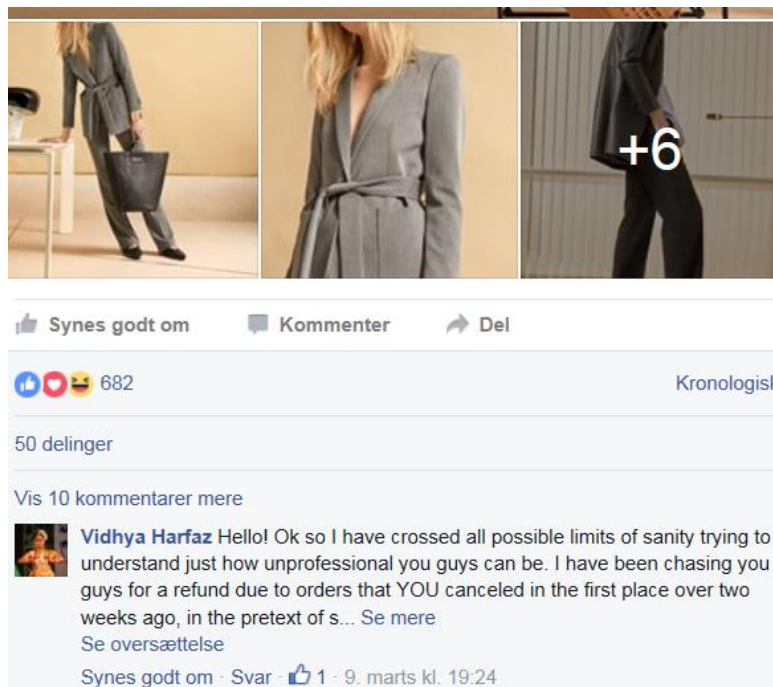 +6
Synes godt om Kommenter Del
682 Kronologisk
50 delinger
Vis 10 kommentarer mere
Vidhya Harfaz Hello! Ok so I have crossed all possible limits of sanity trying to
understand just how unprofessional you guys can be. I have been chasing you
guys for a refund due to orders that YOU canceled in the first place over two
weeks ago, in the pretext of s... Se mere
Se oversættelse
Synes godt om · Svar · 1 · 9. marts kl. 19:24